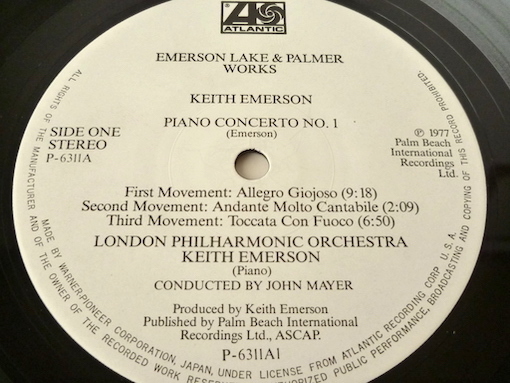 ATLANTIC
EMERSON LAKE & PALMER
WORKS
KEITH EMERSON
PIANO CONCERTO NO. 1
(Emerson)
SIDE ONE
STEREO
P-6311A
℗ 1977
Palm Beach
International
Recordings
Ltd.
First Movement: Allegro Giojoso (9:18)
Second Movement: Andante Molto Cantabile (2:09)
Third Movement: Toccata Con Fuoco (6:50)
LONDON PHILHARMONIC ORCHESTRA
KEITH EMERSON
(Piano)
CONDUCTED BY JOHN MAYER
Produced by Keith Emerson
Published by Palm Beach International
Recordings Ltd., ASCAP.
P-6311A1
ALL RIGHTS OF THE MANUFACTURER AND OF THE OWNER OF THE RECORDED WORK RESERVED. UNAUTHORIZED PUBLIC PERFORMANCE, BROADCASTING AND COPYING OF THIS RECORD PROHIBITED.
MADE BY WARNER-PIONEER CORPORATION, JAPAN, UNDER LICENSE FROM ATLANTIC RECORDING CORP. U.S.A.